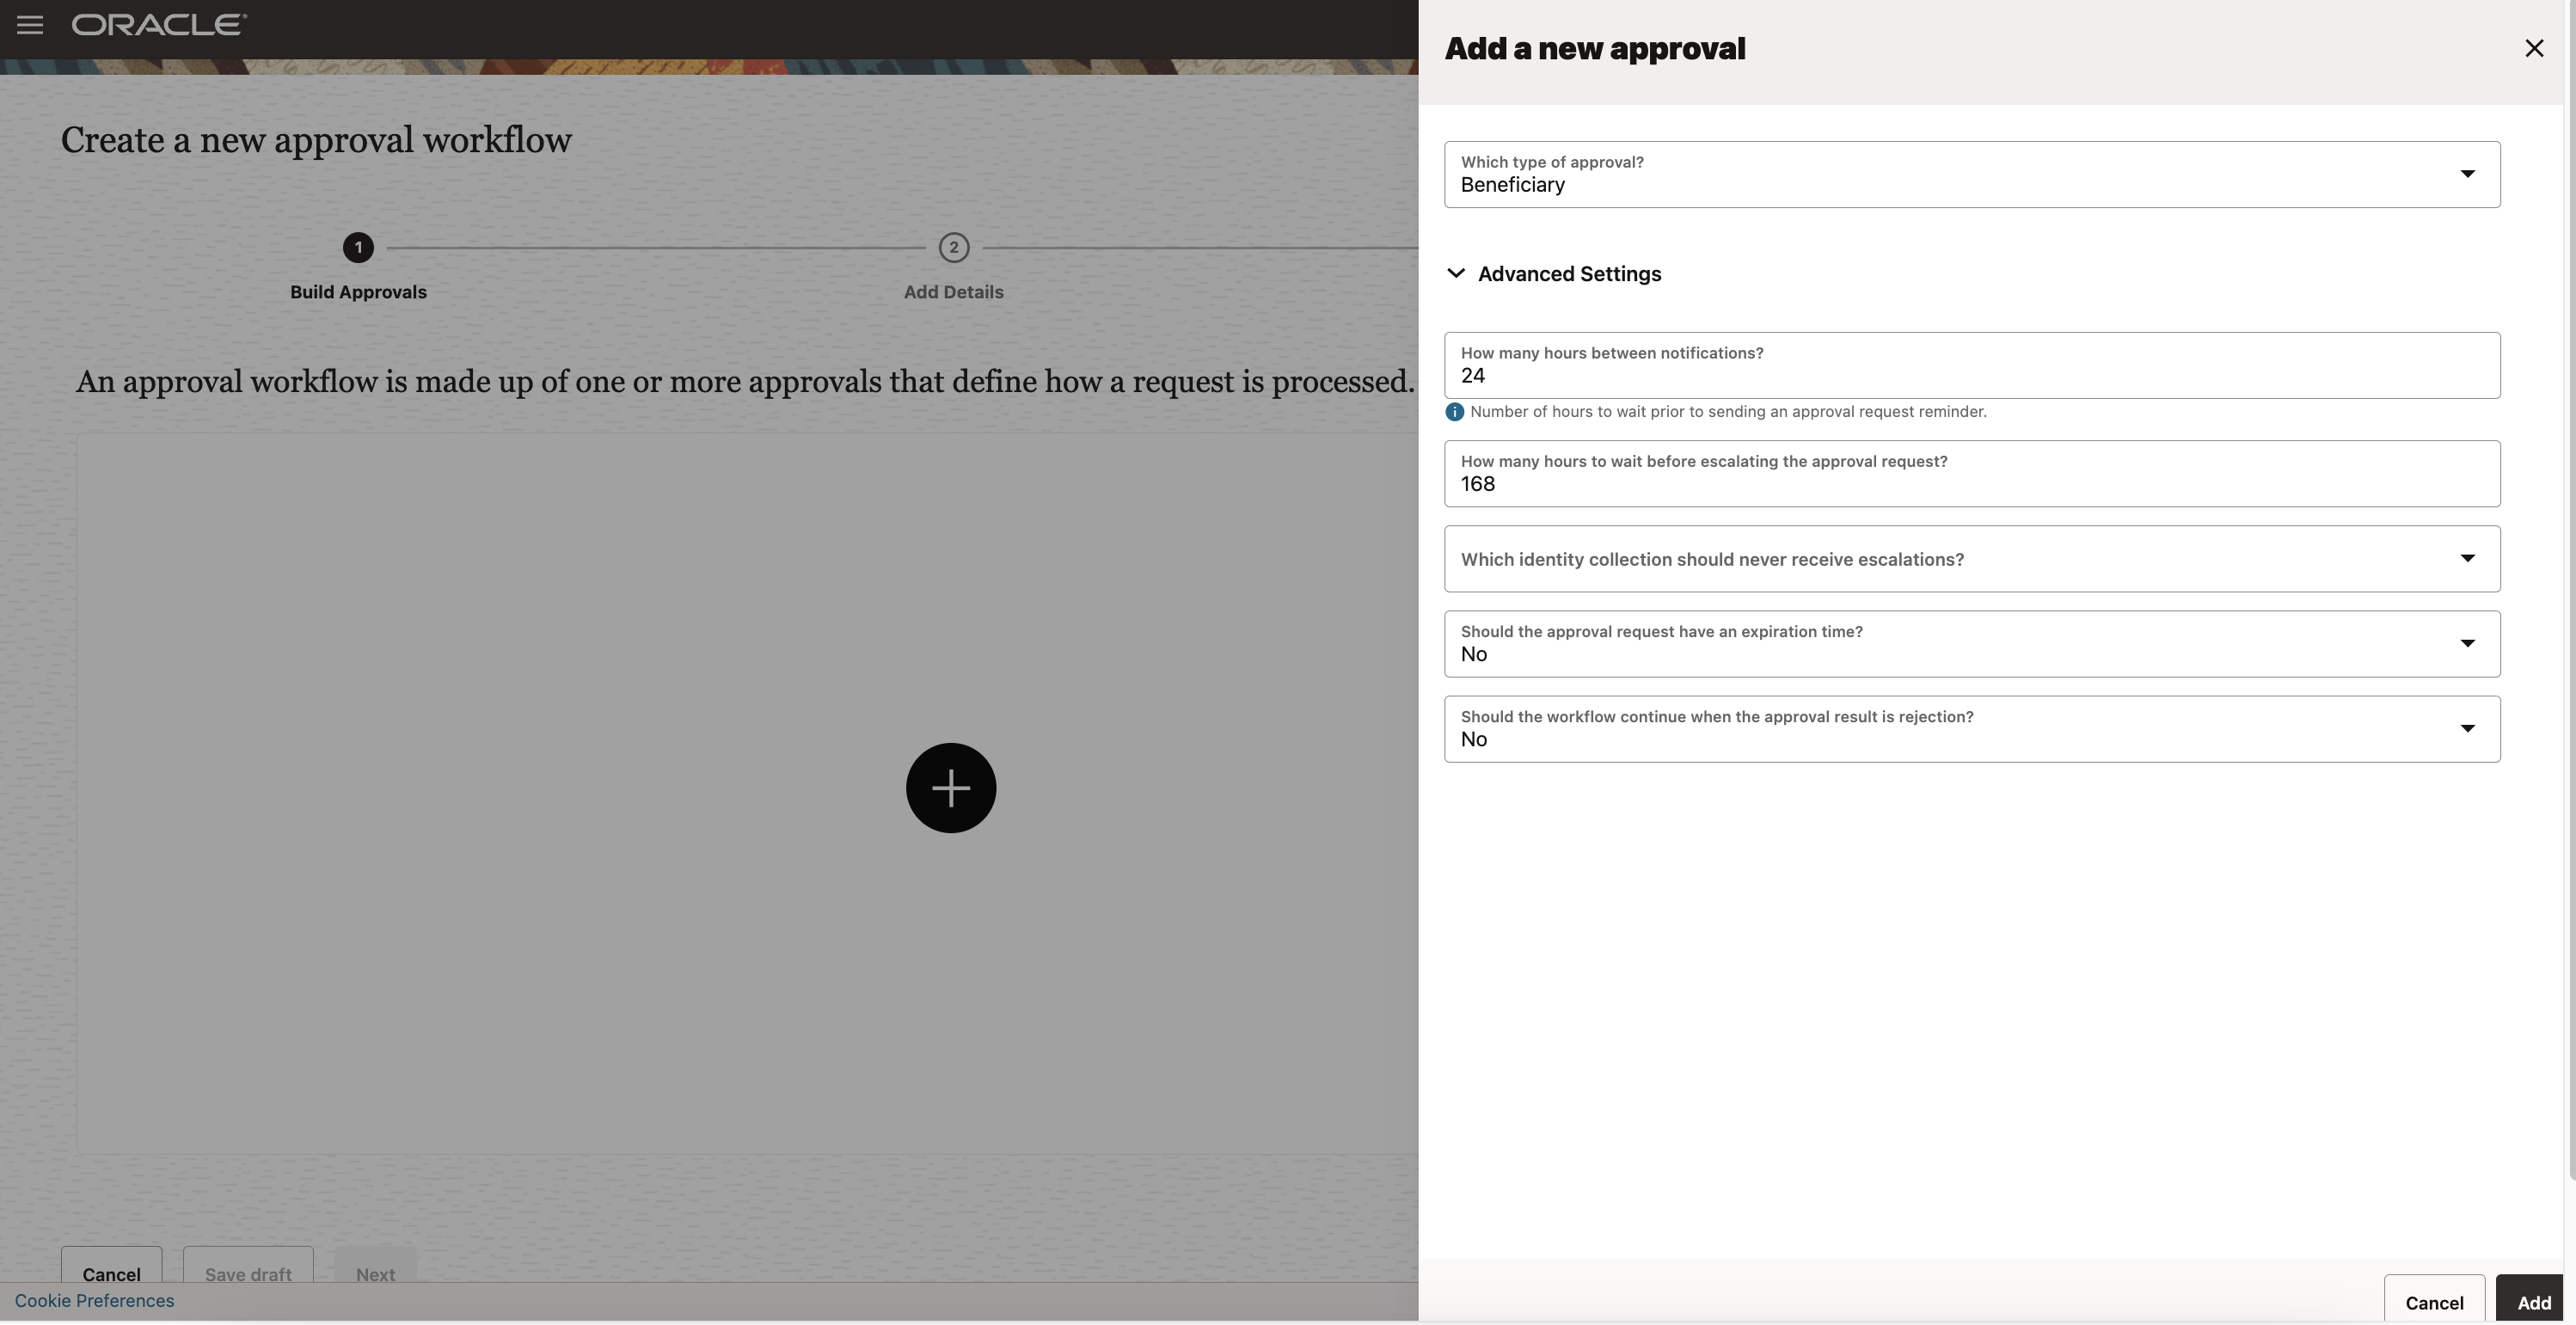 ORACLE
Create a new approval workflow
1
2
Build Approvals
Add Details
An approval workflow is made up of one or more approvals that define how a request is processed.
Cancel
Save draft
Next
Cookie Preferences
Add a new approval
Which type of approval?
Beneficiary
Advanced Settings
How many hours between notifications?
24
Number of hours to wait prior to sending an approval request reminder.
How many hours to wait before escalating the approval request?
168
Which identity collection should never receive escalations?
Should the approval request have an expiration time?
No
Should the workflow continue when the approval result is rejection?
No
Cancel
Add